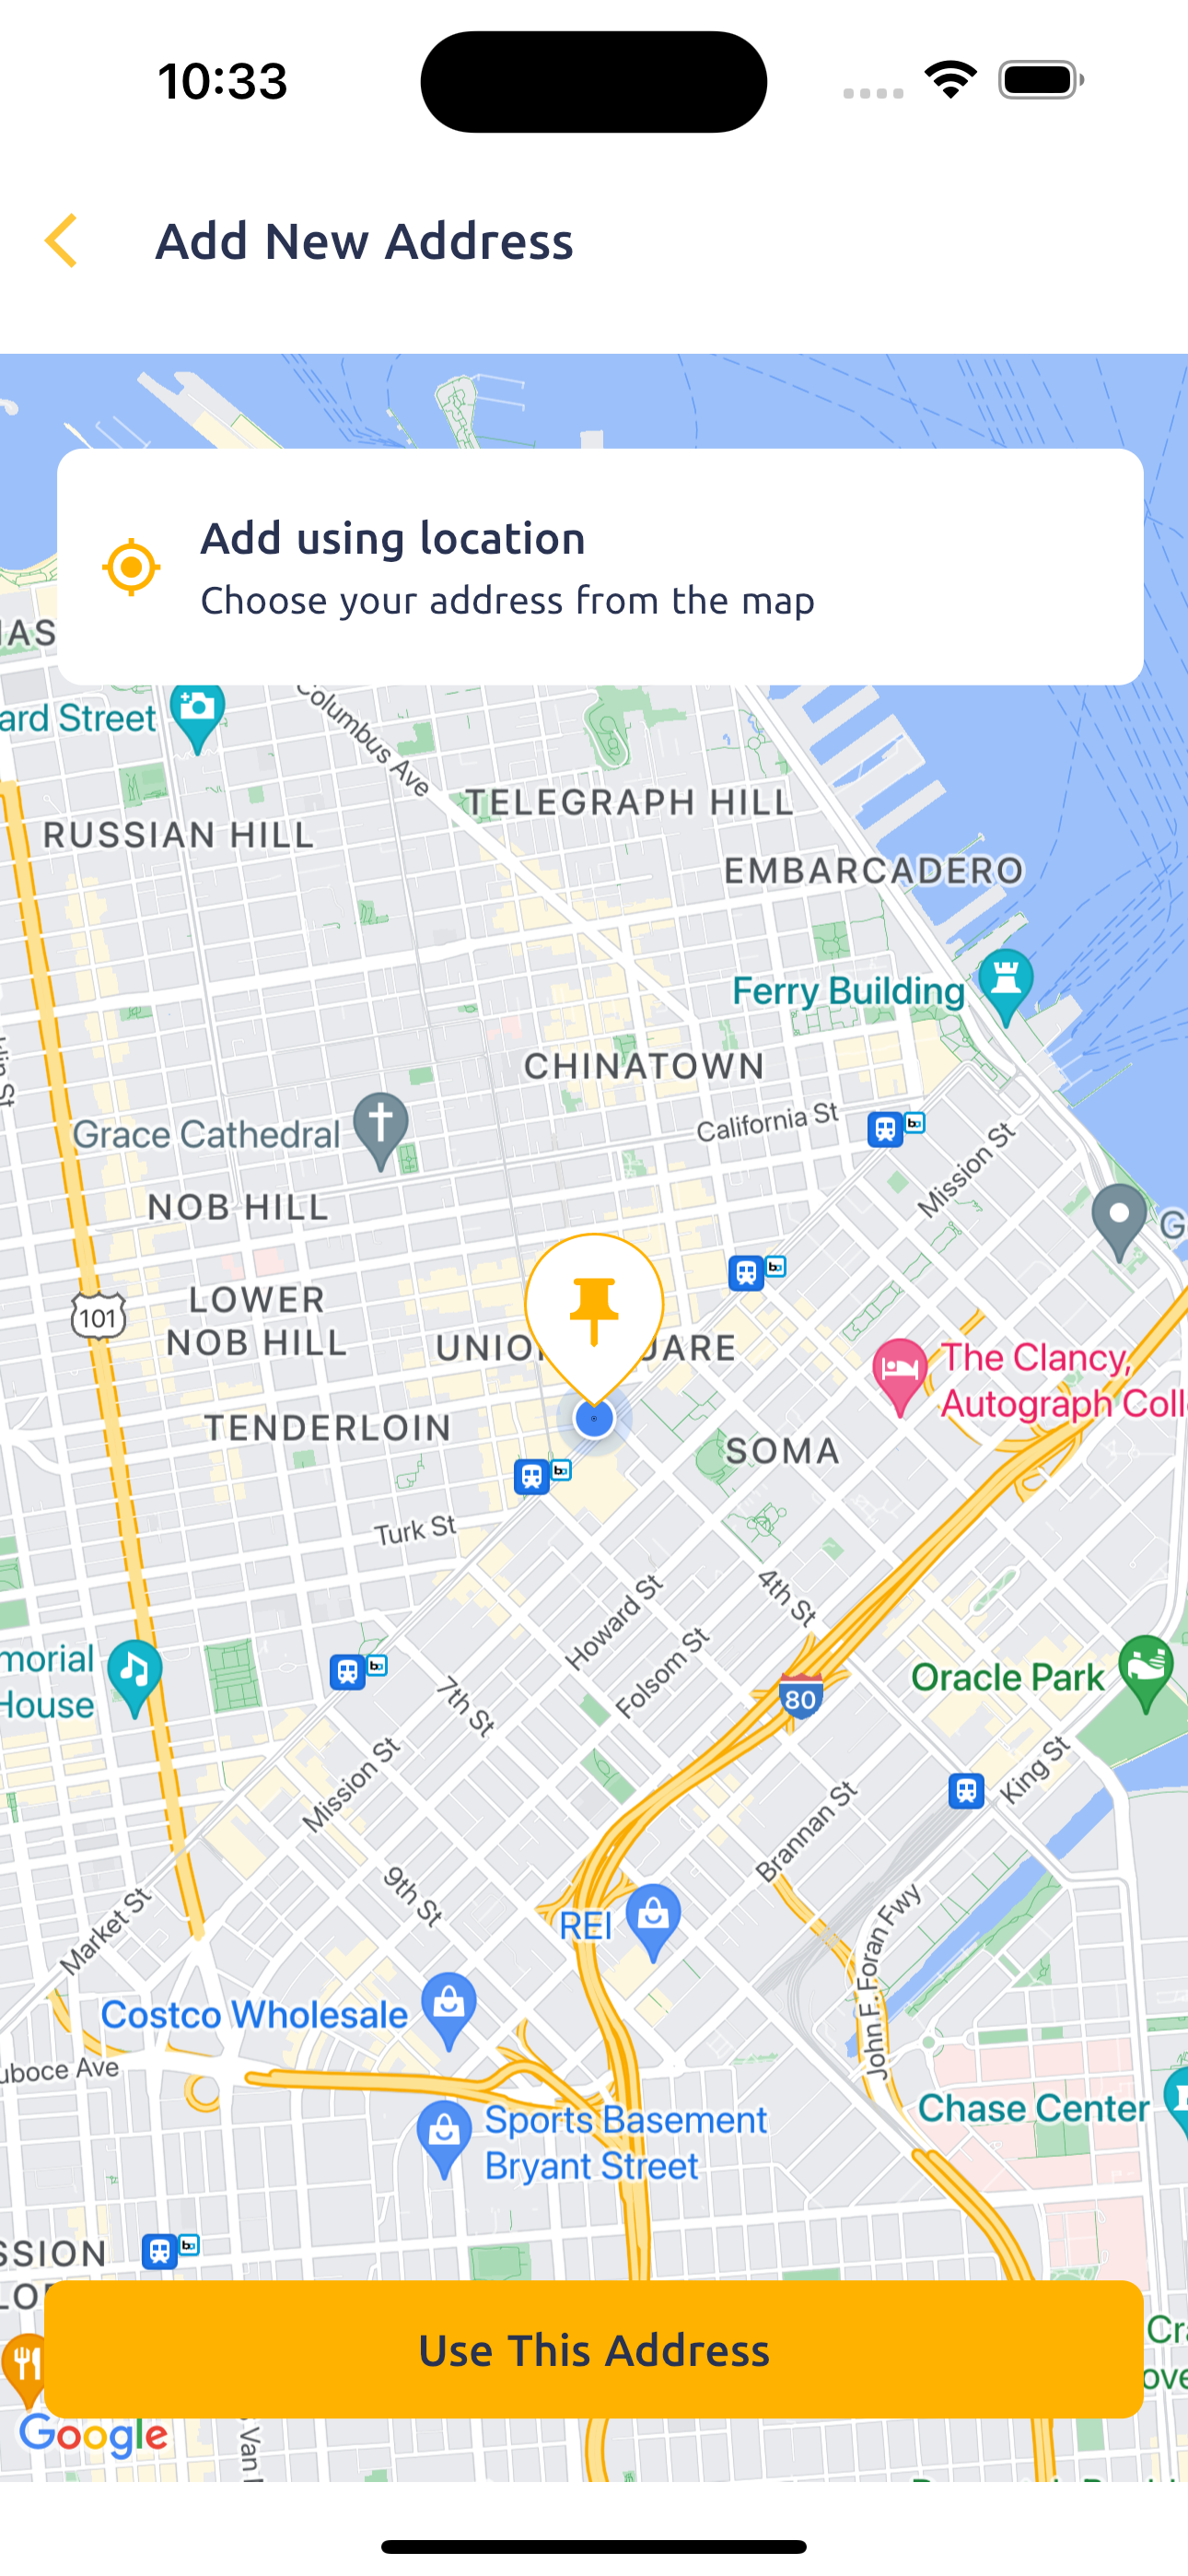 10:33
Add New Address
Add using location
Choose your address from the map
ard Street
Columbus Ave
TELEGRAPH HILL
RUSSIAN HILL
EMBARCADERO
Ferry Building
CHINATOWN
California St
Grace Cathedral
Mission St
NOB HILL
G
LOWER
NOB HILL
101
The Clancy,
Autograph Coll
TENDERLOIN
SOMA
Turk St
4th St
Howard St
Folsom St
morial
House
Oracle Park
80
7th St
Mission St
King St
Brannan St
9th St
Market St
REI
John F. Foran Fwy
Costco Wholesale
uboce Ave
Chase Center
Sports Basement
Bryant Street
SSION
Use This Address
Google
Van